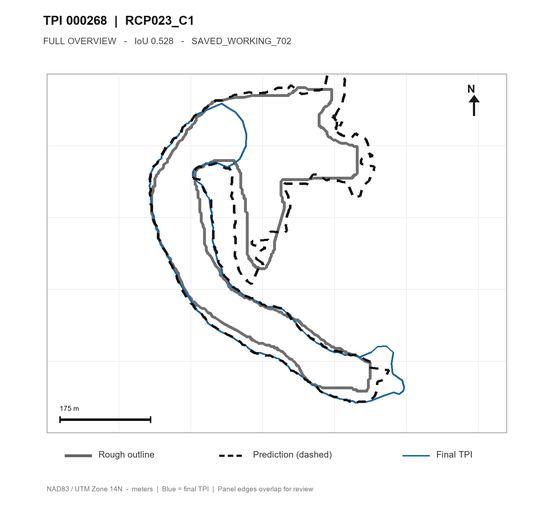 TPI 000268 | RCP023_C1
FULL OVERVIEW - IoU 0.528 - SAVED_WORKING_702
N
175 m
Rough outline
Prediction (dashed)
Final TPI
NAD83 / UTM Zone 14N - meters | Blue = final TPI | Panel edges overlap for review